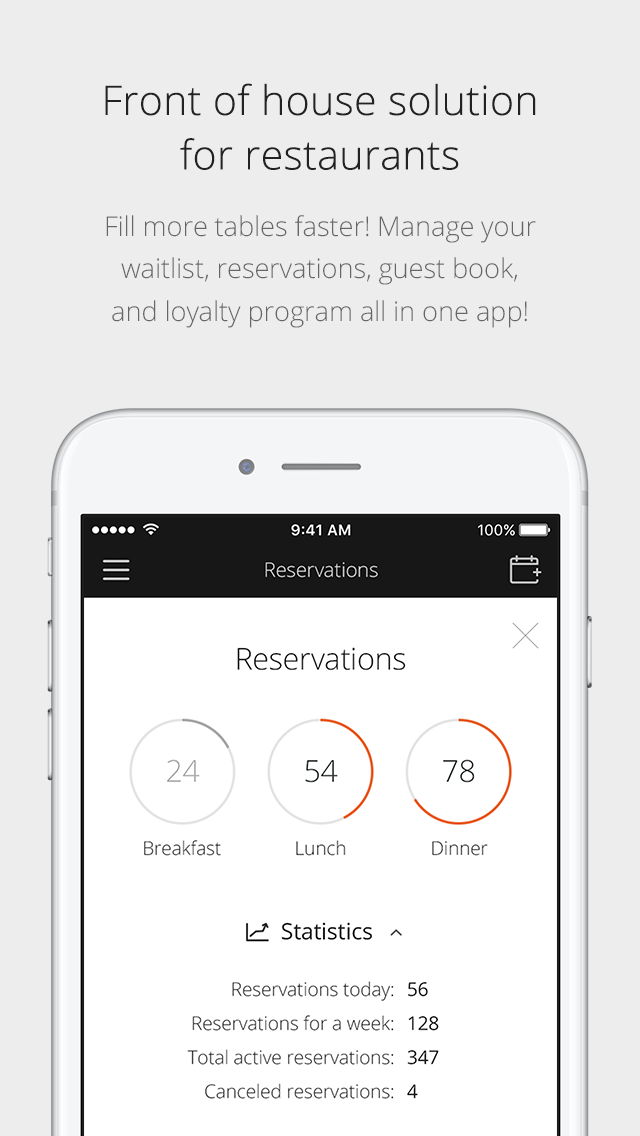 Front of house solution
for restaurants
Fill more tables faster! Manage your
waitlist, reservations, guest book,
and loyalty program all in one app!
9:41 AM
100%
Reservations
Reservations
24
54
78
Breakfast
Lunch
Dinner
Statistics
Reservations today: 56
Reservations for a week: 128
Total active reservations: 347
Canceled reservations: 4